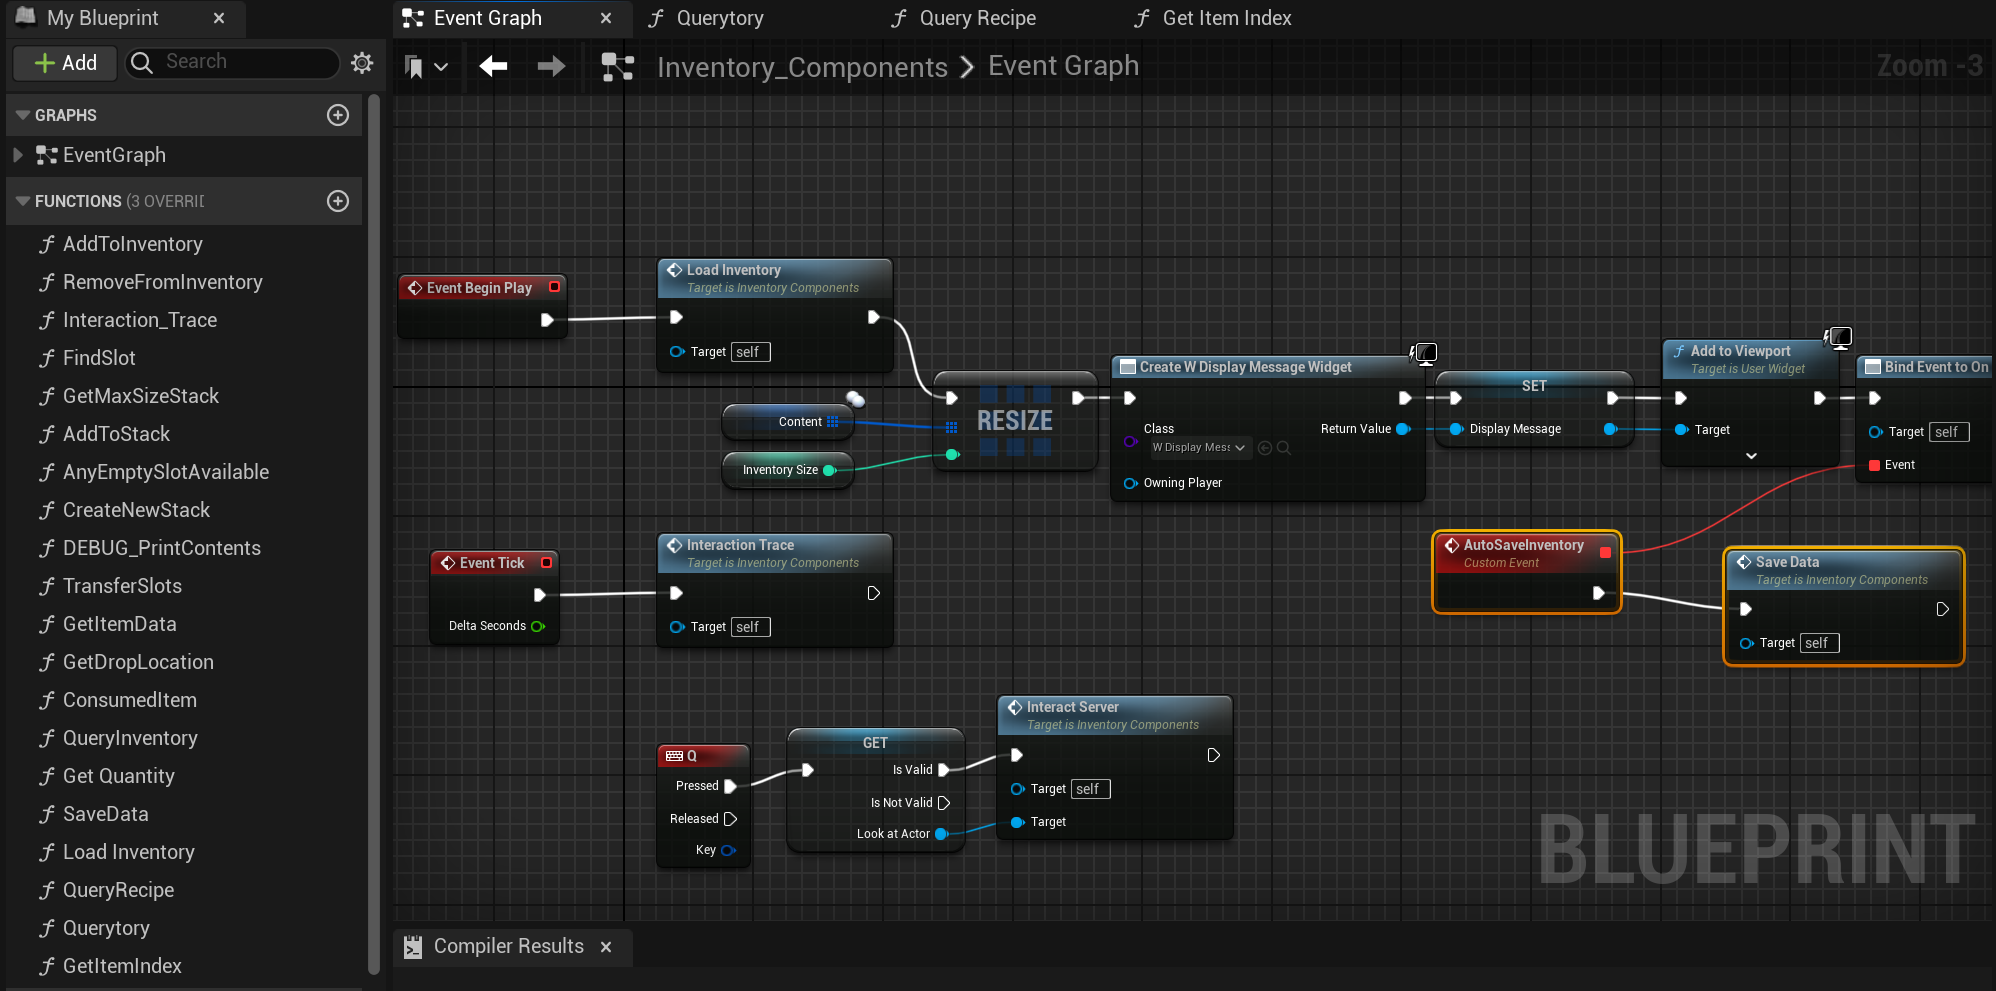 My Blueprint
Event Graph
Querytory
Query Recipe
Get Item Index
Add
Search
Inventory_Components
Event Graph
Zoom -3
GRAPHS
EventGraph
FUNCTIONS (3 OVERRI
AddToInventory
RemoveFromInventory
Interaction_Trace
FindSlot
GetMaxSizeStack
AddToStack
AnyEmptySlotAvailable
CreateNewStack
DEBUG_PrintContents
TransferSlots
GetItemData
GetDropLocation
ConsumedItem
QueryInventory
Get Quantity
SaveData
Load Inventory
QueryRecipe
Querytory
GetItemIndex
Event Begin Play
Load Inventory
Target is Inventory Components
Target self
Content
Inventory Size
RESIZE
Create W Display Message Widget
Class
W Display Mess
Return Value
Owning Player
SET
Display Message
Add to Viewport
Target is User Widget
Target
Bind Event to On
Target self
Event
Event Tick
Delta Seconds
Interaction Trace
Target is Inventory Components
Target self
AutoSaveInventory
Custom Event
Save Data
Target is Inventory Components
Target self
Q
Pressed
Released
Key
GET
Is Valid
Is Not Valid
Look at Actor
Interact Server
Target is Inventory Components
Target self
Target
BLUEPRINT
Compiler Results